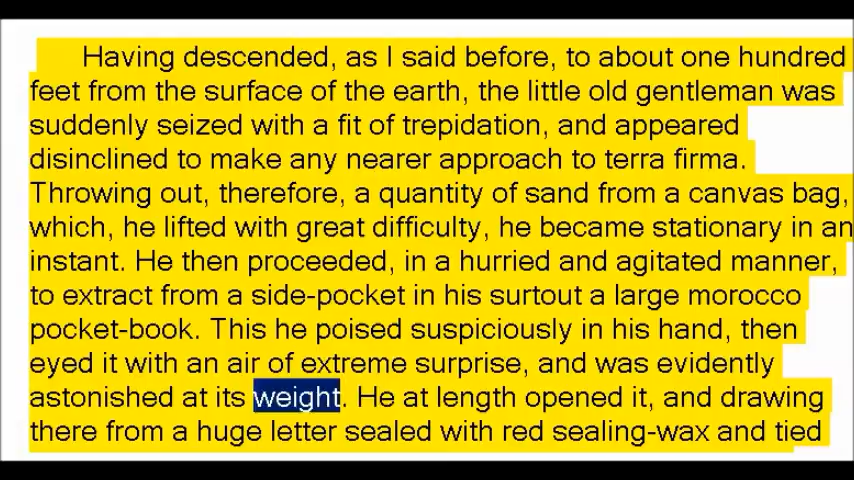 Having descended, as I said before, to about one hundred
feet from the surface of the earth, the little old gentleman was
suddenly seized with a fit of trepidation, and appeared
disinclined to make any nearer approach to terra firma.
Throwing out, therefore, a quantity of sand from a canvas bag,
which, he lifted with great difficulty, he became stationary in an
instant. He then proceeded, in a hurried and agitated manner,
to extract from a side-pocket in his surtout a large morocco
pocket-book. This he poised suspiciously in his hand, then
eyed it with an air of extreme surprise, and was evidently
astonished at its weight. He at length opened it, and drawing
there from a huge letter sealed with red sealing-wax and tied